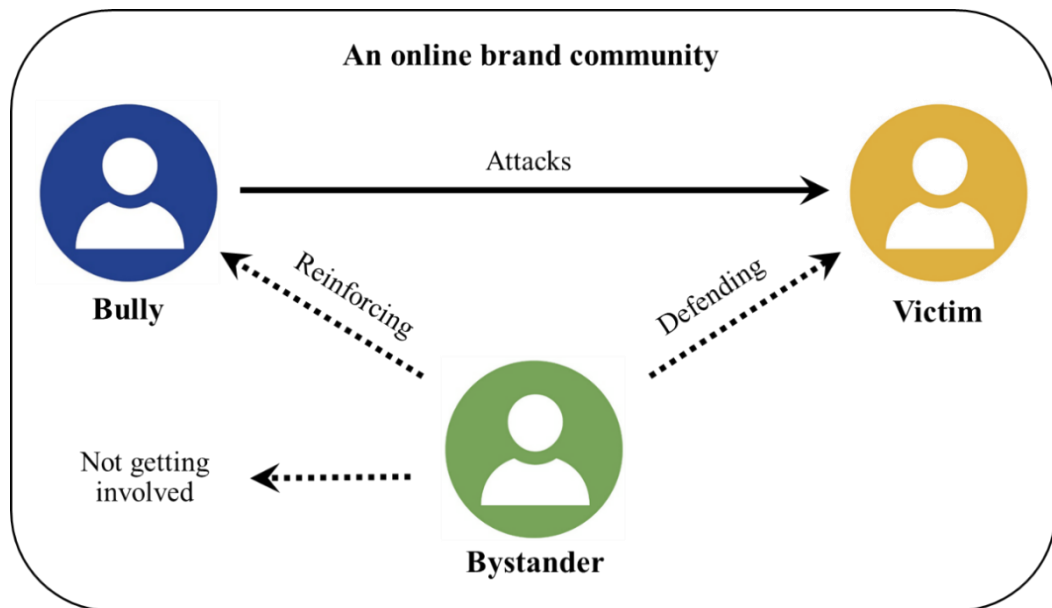 An online brand community
Attacks
Reinforcing
Defending
Bully
Victim
Not getting
involved
Bystander